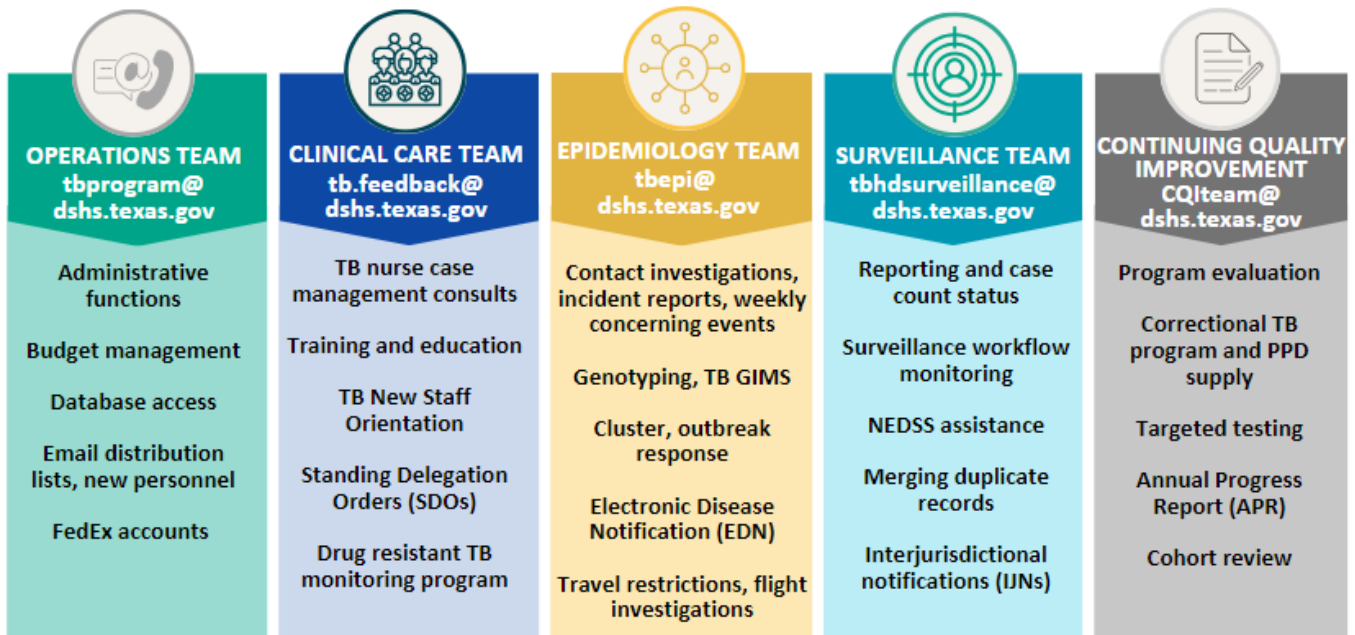 OPERATIONS TEAM
tbprogram@
dshs.texas.gov
Administrative
functions
Budget management
Database access
Email distribution
lists, new personnel
FedEx accounts
CLINICAL CARE TEAM
tb.feedback@
dshs.texas.gov
TB nurse case
management consults
Training and education
TB New Staff
Orientation
Standing Delegation
Orders (SDOs)
Drug resistant TB
monitoring program
EPIDEMIOLOGY TEAM
tbepi@
dshs.texas.gov
Contact investigations,
incident reports, weekly
concerning events
Genotyping, TB GIMS
Cluster, outbreak
response
Electronic Disease
Notification (EDN)
Travel restrictions, flight
investigations
SURVEILLANCE TEAM
tbhdsurveillance@
dshs.texas.gov
Reporting and case
count status
Surveillance workflow
monitoring
NEDSS assistance
Merging duplicate
records
Interjurisdictional
notifications (IJNs)
CONTINUING QUALITY
IMPROVEMENT
CQIteam@
dshs.texas.gov
Program evaluation
Correctional TB
program and PPD
supply
Targeted testing
Annual Progress
Report (APR)
Cohort review